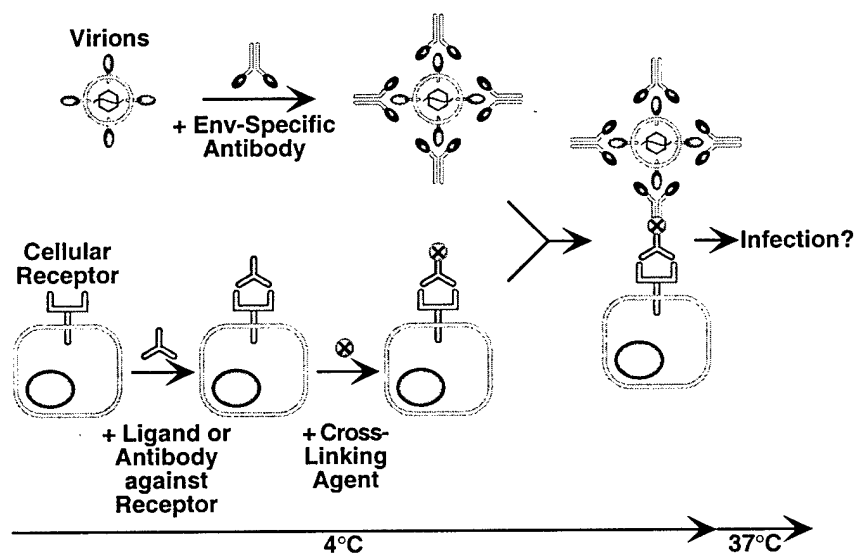 Virions
+ Env-Specific
Antibody
Infection?
Cellular
Receptor
+ Ligand or
Antibody
against
Receptor
+ Cross-
Linking
Agent
4°C
37°C